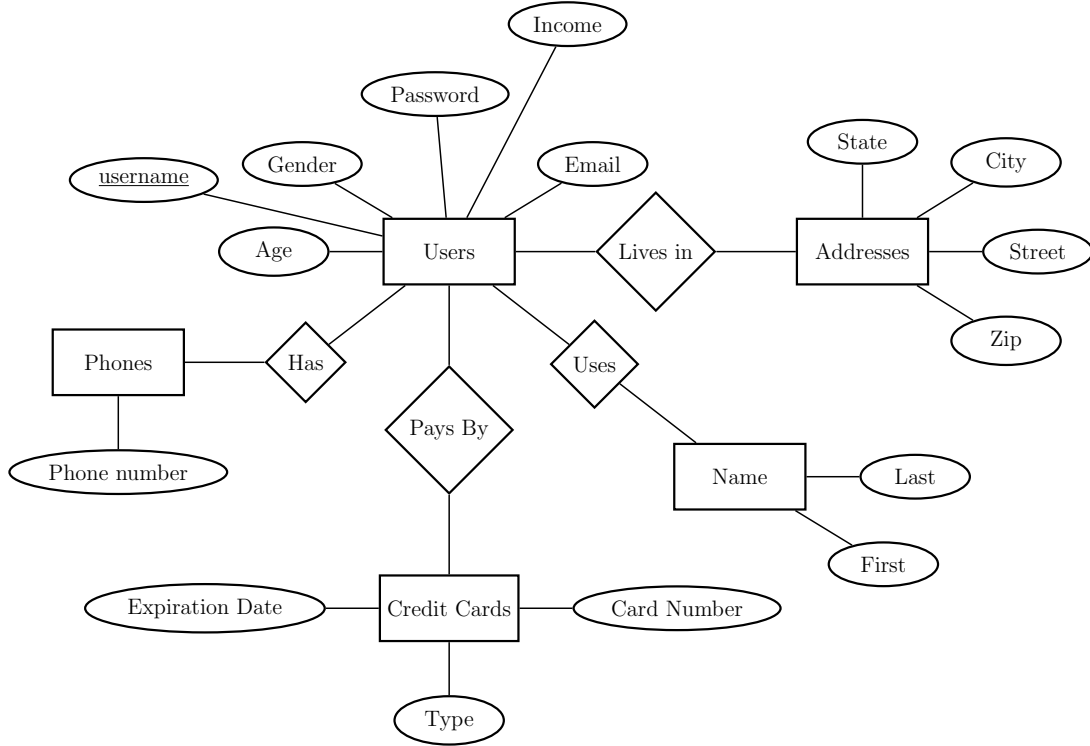 Income
Password
State
Gender
Email
City
username
Age
Users
Lives in
Addresses
Street
Zip
Phones
Has
Uses
Pays By
Phone number
Name
Last
First
Expiration Date
Credit Cards
Card Number
Type